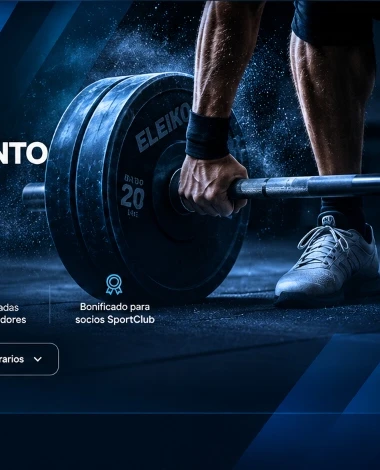 NTO
ELEIKO
20
adas
dores
Bonificado para
socios SportClub
rarios